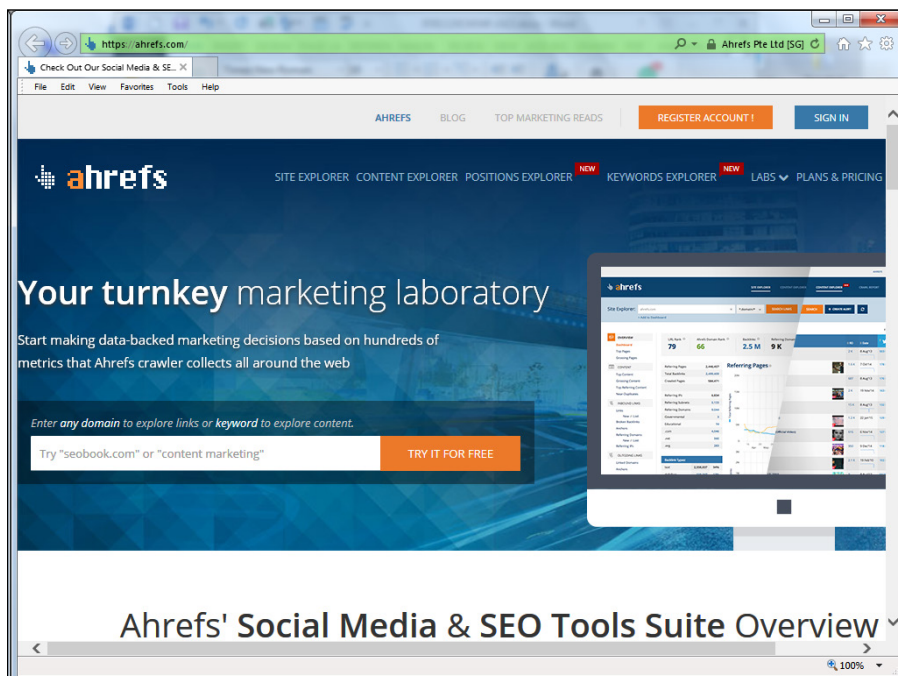 https://ahrefs.com/
Ahrefs Pte Ltd [SG]
Check Out Our Social Media & SE...
File Edit View Favorites Tools Help
AHREFS BLOG TOP MARKETING READS REGISTER ACCOUNT ! SIGN IN
ahrefs
SITE EXPLORER CONTENT EXPLORER POSITIONS EXPLORER NEW KEYWORDS EXPLORER NEW LABS PLANS & PRICING
Your turnkey marketing laboratory
Start making data-backed marketing decisions based on hundreds of
metrics that Ahrefs crawler collects all around the web
Enter any domain to explore links or keyword to explore content.
Try "seobook.com" or "content marketing"
TRY IT FOR FREE
ahrefs
Site Explorer
OVERVIEW
79
66
2.5 M
9 K
Referring Pages
Ahrefs' Social Media & SEO Tools Suite Overview
100%